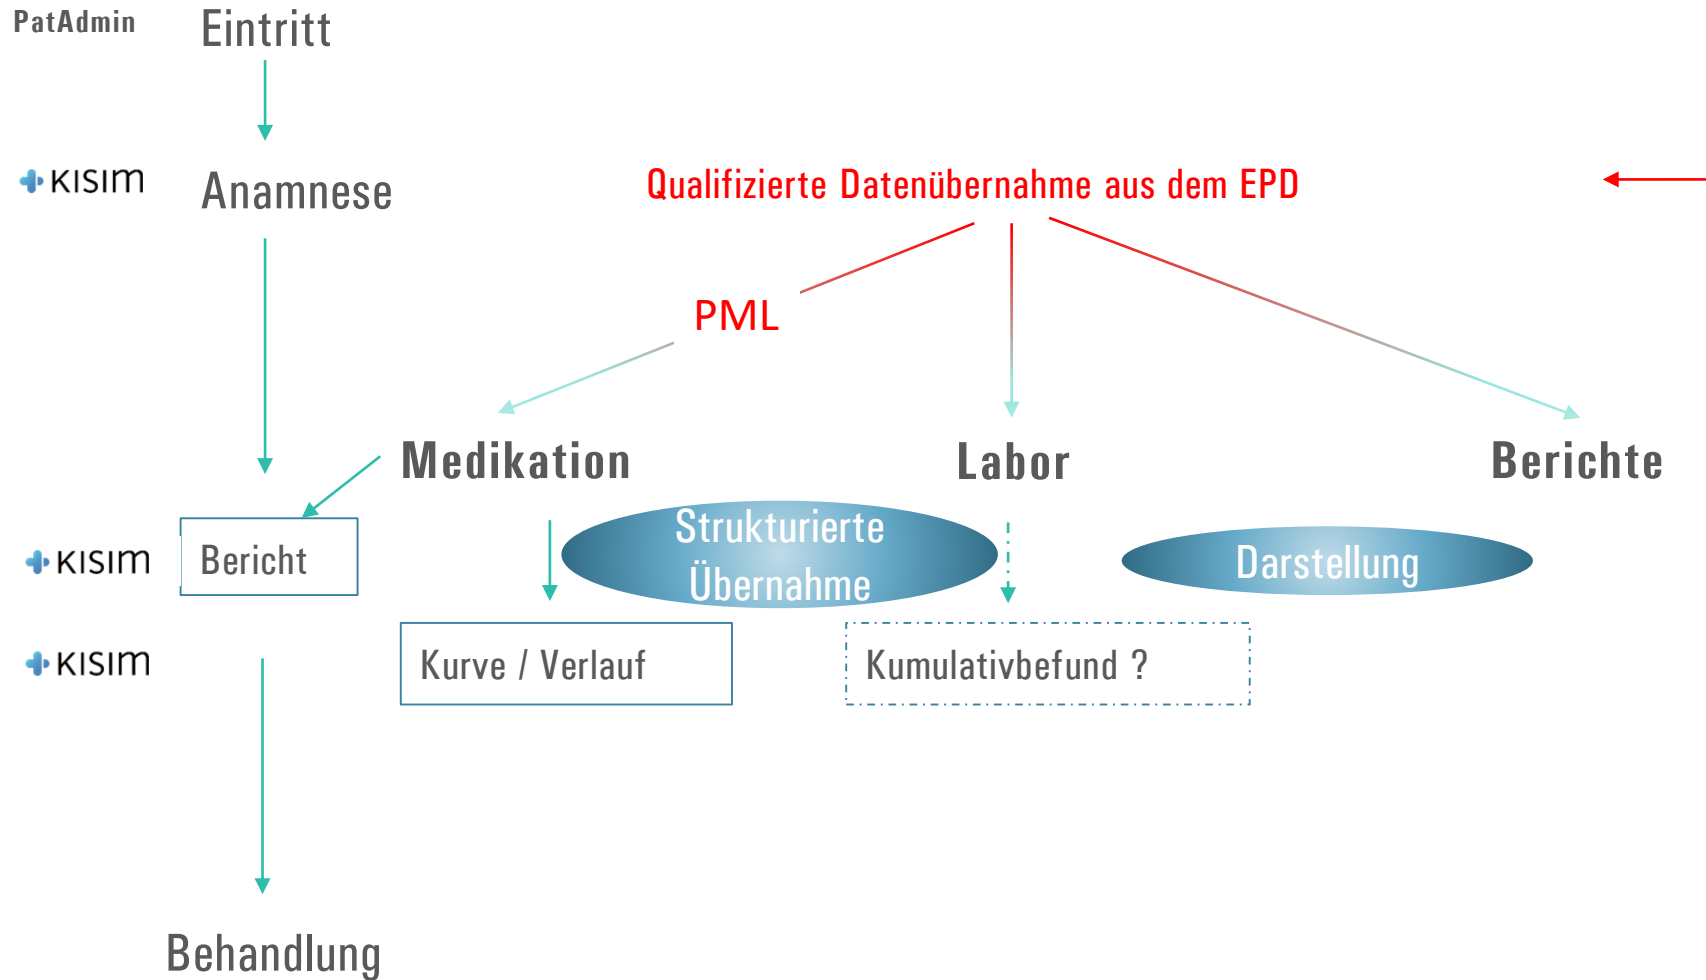 PatAdmin
Eintritt
KISIM
Anamnese
Qualifizierte Datenübernahme aus dem EPD
PML
Medikation
Labor
Berichte
KISIM
Bericht
Strukturierte
Übernahme
Darstellung
KISIM
Kurve / Verlauf
Kumulativbefund ?
Behandlung